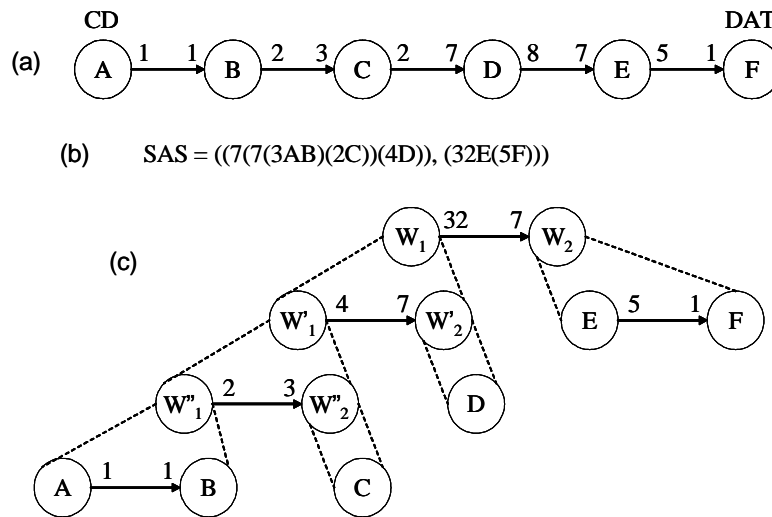 CD DAT
(a) A 1 1 B 2 3 C 2 7 D 8 7 E 5 1 F
(b) SAS = ((7(7(3AB)(2C))(4D)), (32E(5F)))
(c)
W₁ 32 7 W₂
W'₁ 4 7 W'₂ E 5 1 F
W"₁ 2 3 W"₂ D
A 1 1 B C